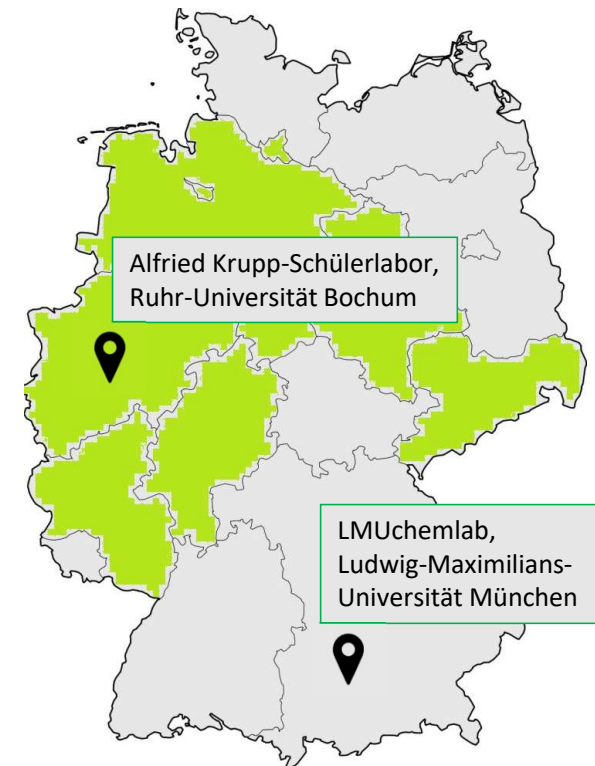 Alfried Krupp-Schülerlabor,
Ruhr-Universität Bochum
LMUchemlab,
Ludwig-Maximilians-
Universität München